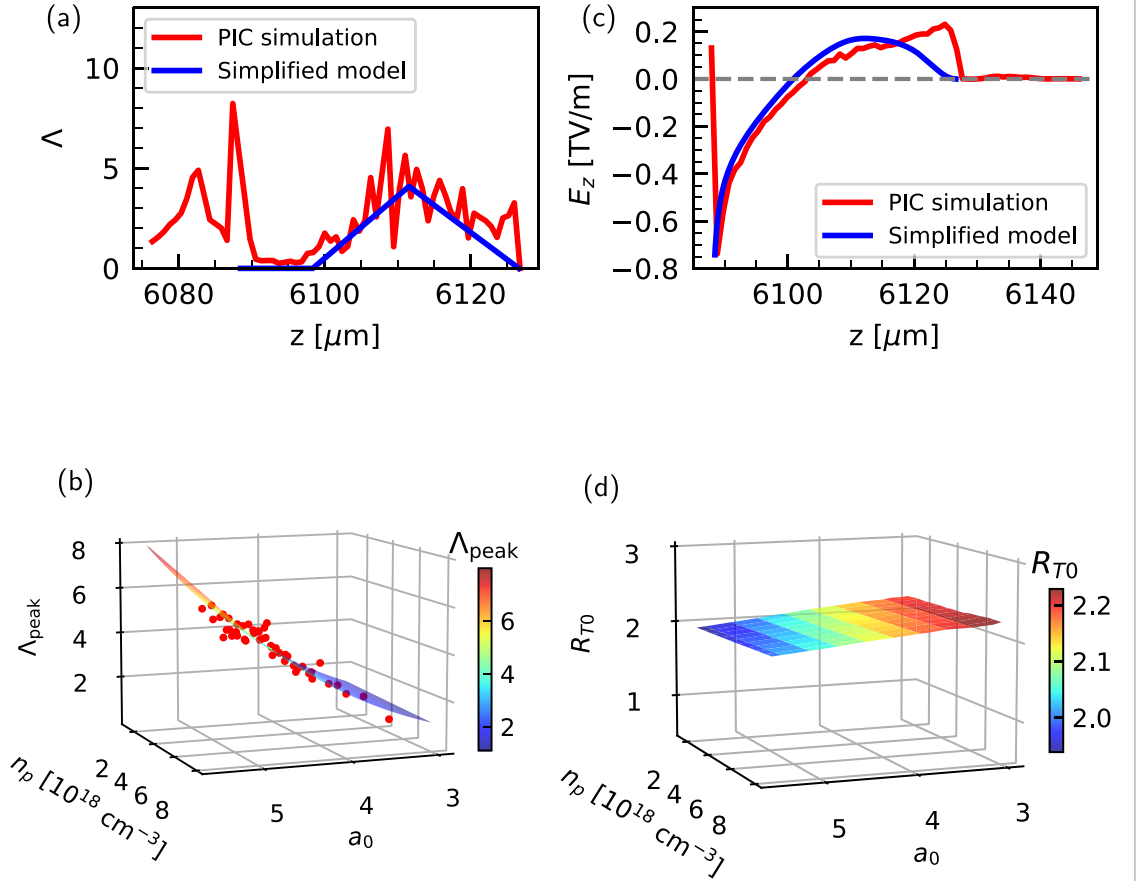 (a)
PIC simulation
Simplified model
10
5
0
Λ
6080
6100
6120
z [μm]
(c)
0.2
0.0
−0.2
−0.4
−0.6
−0.8
E_z [TV/m]
PIC simulation
Simplified model
6100
6120
6140
z [μm]
(b)
8
6
4
2
Λpeak
Λpeak
6
4
2
2 4 6 8
n_p [10^18 cm^−3]
5
4
3
a_0
(d)
3
2
1
R_T0
R_T0
2.2
2.1
2.0
2 4 6 8
n_p [10^18 cm^−3]
5
4
3
a_0